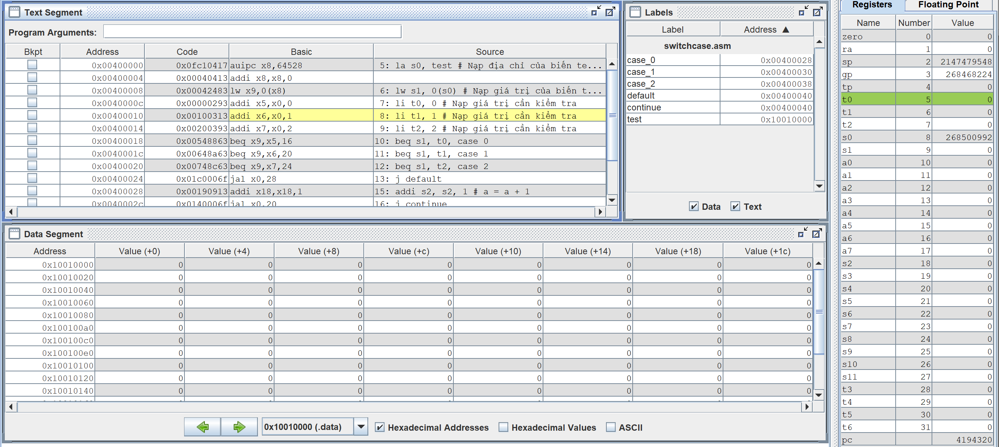 Text Segment
Program Arguments:
Bkpt Address Code Basic Source
0x00400000 0x0fc10417 auipc x8,64528 5: la s0, test # Nạp địa chỉ của biến te...
0x00400004 0x00040413 addi x8,x8,0
0x00400008 0x00042483 lw x9,0(x8) 6: lw s1, 0(s0) # Nạp giá trị của biến t...
0x0040000c 0x00000293 addi x5,x0,0 7: li t0, 0 # Nạp giá trị cần kiểm tra
0x00400010 0x00100313 addi x6,x0,1 8: li t1, 1 # Nạp giá trị cần kiểm tra
0x00400014 0x00200393 addi x7,x0,2 9: li t2, 2 # Nạp giá trị cần kiểm tra
0x00400018 0x00548863 beq x9,x5,16 10: beq s1, t0, case 0
0x0040001c 0x00648a63 beq x9,x6,20 11: beq s1, t1, case 1
0x00400020 0x00748c63 beq x9,x7,24 12: beq s1, t2, case 2
0x00400024 0x01c0006f jal x0,28 13: j default
0x00400028 0x00190913 addi x18,x18,1 15: addi s2, s2, 1 # a = a + 1
0x0040002c 0x0140006f jal x0,20 16: j continue
Labels
Label Address ▲
switchcase.asm
case_0 0x00400028
case_1 0x00400030
case_2 0x00400038
default 0x00400040
continue 0x00400040
test 0x10010000
Data Text
Data Segment
Address Value (+0) Value (+4) Value (+8) Value (+c) Value (+10) Value (+14) Value (+18) Value (+1c)
0x10010000 0 0 0 0 0 0 0 0
0x10010020 0 0 0 0 0 0 0 0
0x10010040 0 0 0 0 0 0 0 0
0x10010060 0 0 0 0 0 0 0 0
0x10010080 0 0 0 0 0 0 0 0
0x100100a0 0 0 0 0 0 0 0 0
0x100100c0 0 0 0 0 0 0 0 0
0x100100e0 0 0 0 0 0 0 0 0
0x10010100 0 0 0 0 0 0 0 0
0x10010120 0 0 0 0 0 0 0 0
0x10010140 0 0 0 0 0 0 0 0
0x10010000 (.data) Hexadecimal Addresses Hexadecimal Values ASCII
Registers Floating Point
Name Number Value
zero 0 0
ra 1 0
sp 2 2147479548
gp 3 268468224
tp 4 0
t0 5 0
t1 6 0
t2 7 0
s0 8 268500992
s1 9 0
a0 10 0
a1 11 0
a2 12 0
a3 13 0
a4 14 0
a5 15 0
a6 16 0
a7 17 0
s2 18 0
s3 19 0
s4 20 0
s5 21 0
s6 22 0
s7 23 0
s8 24 0
s9 25 0
s10 26 0
s11 27 0
t3 28 0
t4 29 0
t5 30 0
t6 31 0
pc 4194320